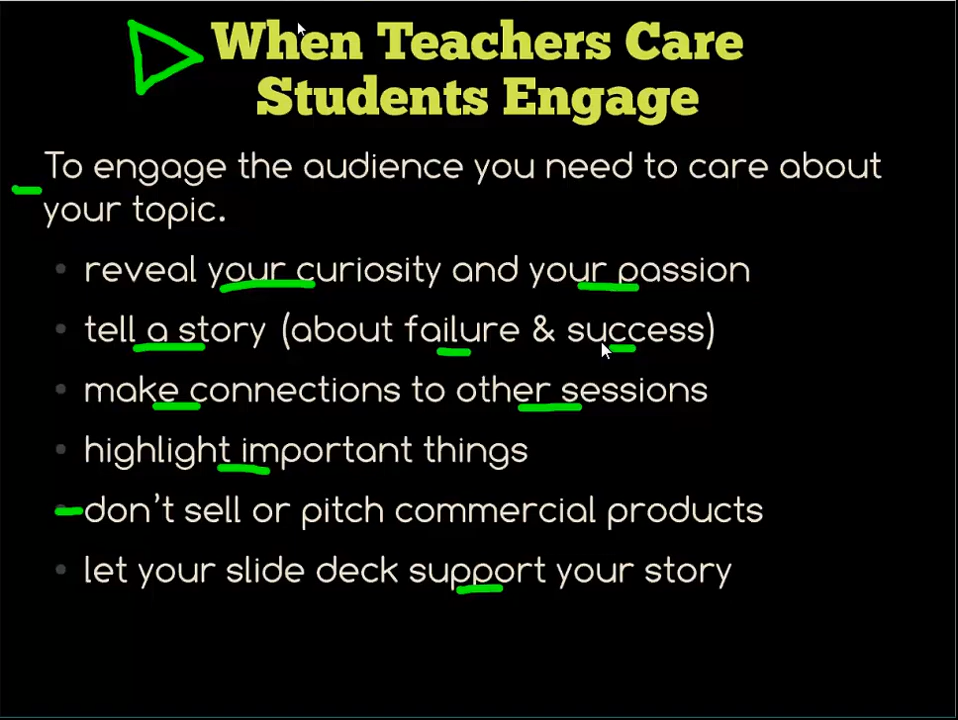 When Teachers Care
Students Engage
To engage the audience you need to care about
your topic.
• reveal your curiosity and your passion
• tell a story (about failure & success)
• make connections to other sessions
• highlight important things
• don't sell or pitch commercial products
• let your slide deck support your story